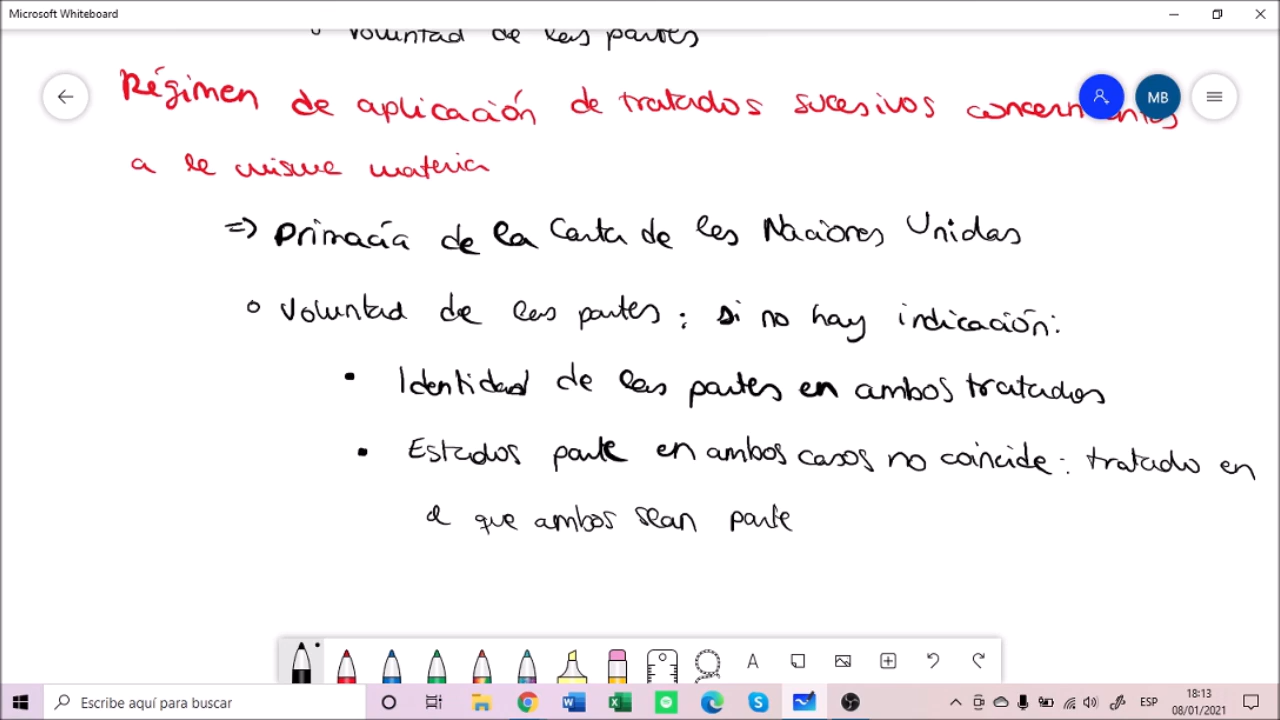 Microsoft Whiteboard
voluntad de las partes
Régimen de aplicación de tratados sucesivos
MB
a la misma materia
=> Primacía de la Carta de las Naciones Unidas
o Voluntad de las partes: si no hay indicación:
• Identidad de las partes en ambos tratados
• Estados parte en ambos casos no coincide: tratado en
el que ambos sean parte
A
Escribe aquí para buscar
ESP
18:13
08/01/2021